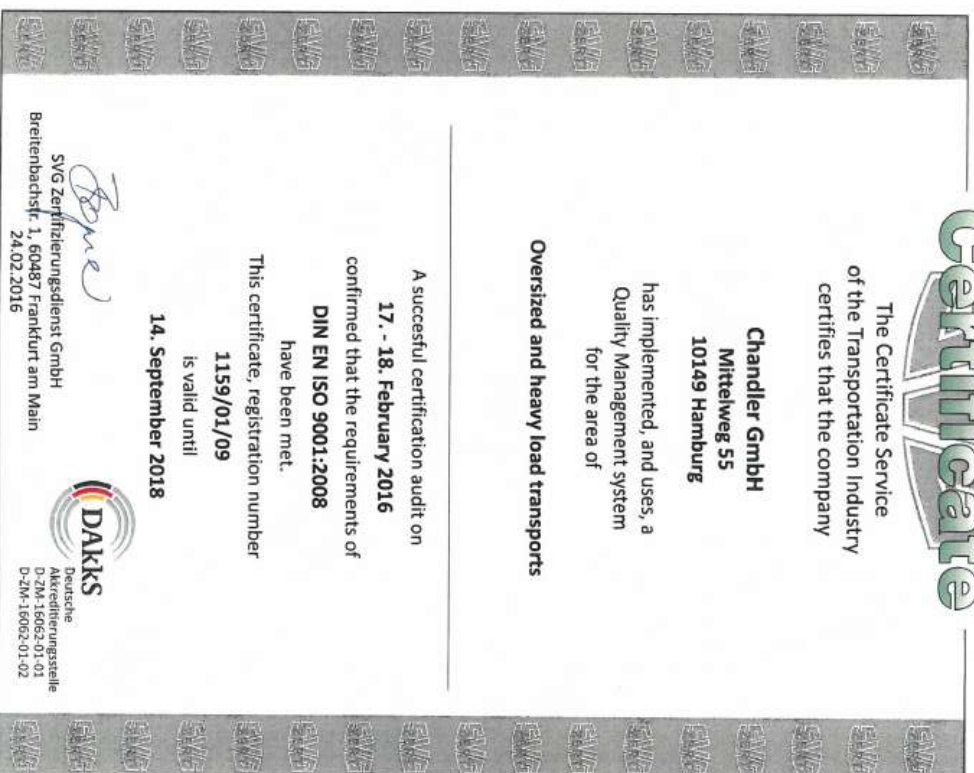 Certificate
The Certificate Service
of the Transportation Industry
certifies that the company
Chandler GmbH
Mittelweg 55
10149 Hamburg
has implemented, and uses, a
Quality Management system
for the area of
Oversized and heavy load transports
A succesful certification audit on
17. - 18. February 2016
confirmed that the requirements of
DIN EN ISO 9001:2008
have been met.
This certificate, registration number
1159/01/09
is valid until
14. September 2018
SVG Zertifizierungsdienst GmbH
Breitenbachstr. 1, 60487 Frankfurt am Main
24.02.2016
DAkkS
Deutsche
Akkreditierungsstelle
D-ZM-16062-01-01
D-ZM-16062-01-02